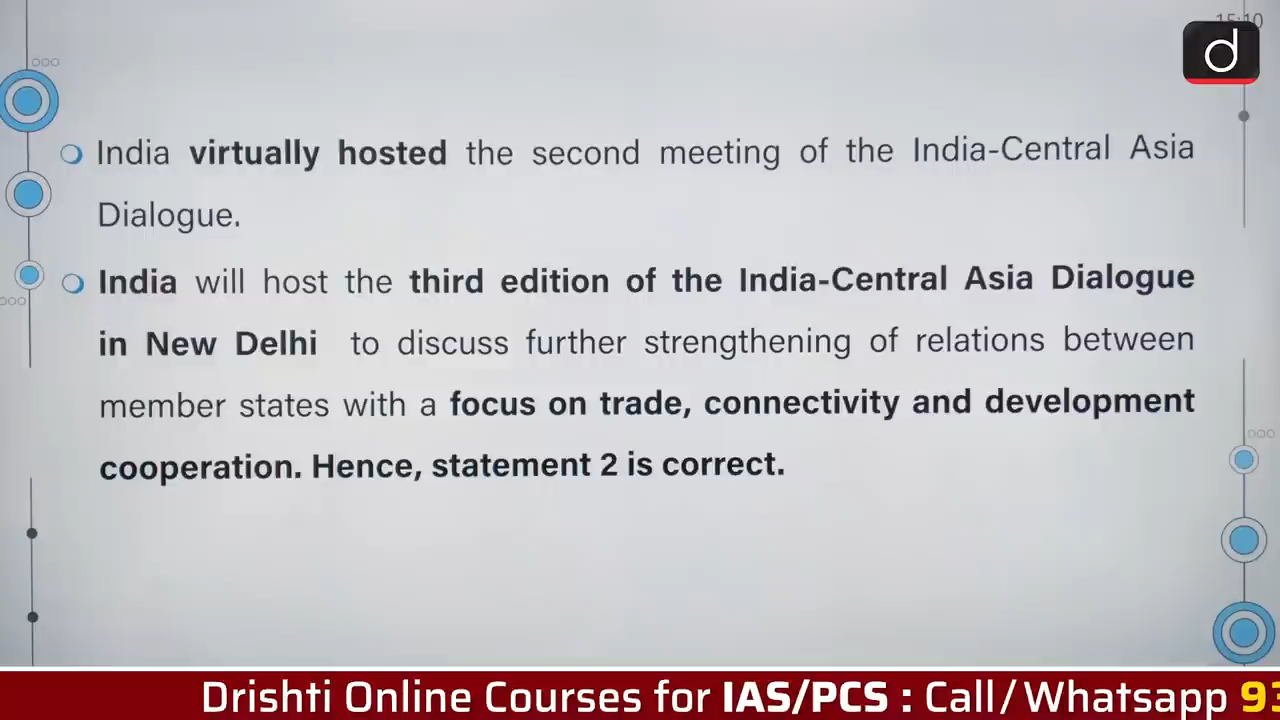 15:10
d
India virtually hosted the second meeting of the India-Central Asia
Dialogue.
India will host the third edition of the India-Central Asia Dialogue
in New Delhi to discuss further strengthening of relations between
member states with a focus on trade, connectivity and development
cooperation. Hence, statement 2 is correct.
Drishti Online Courses for IAS/PCS : Call/Whatsapp